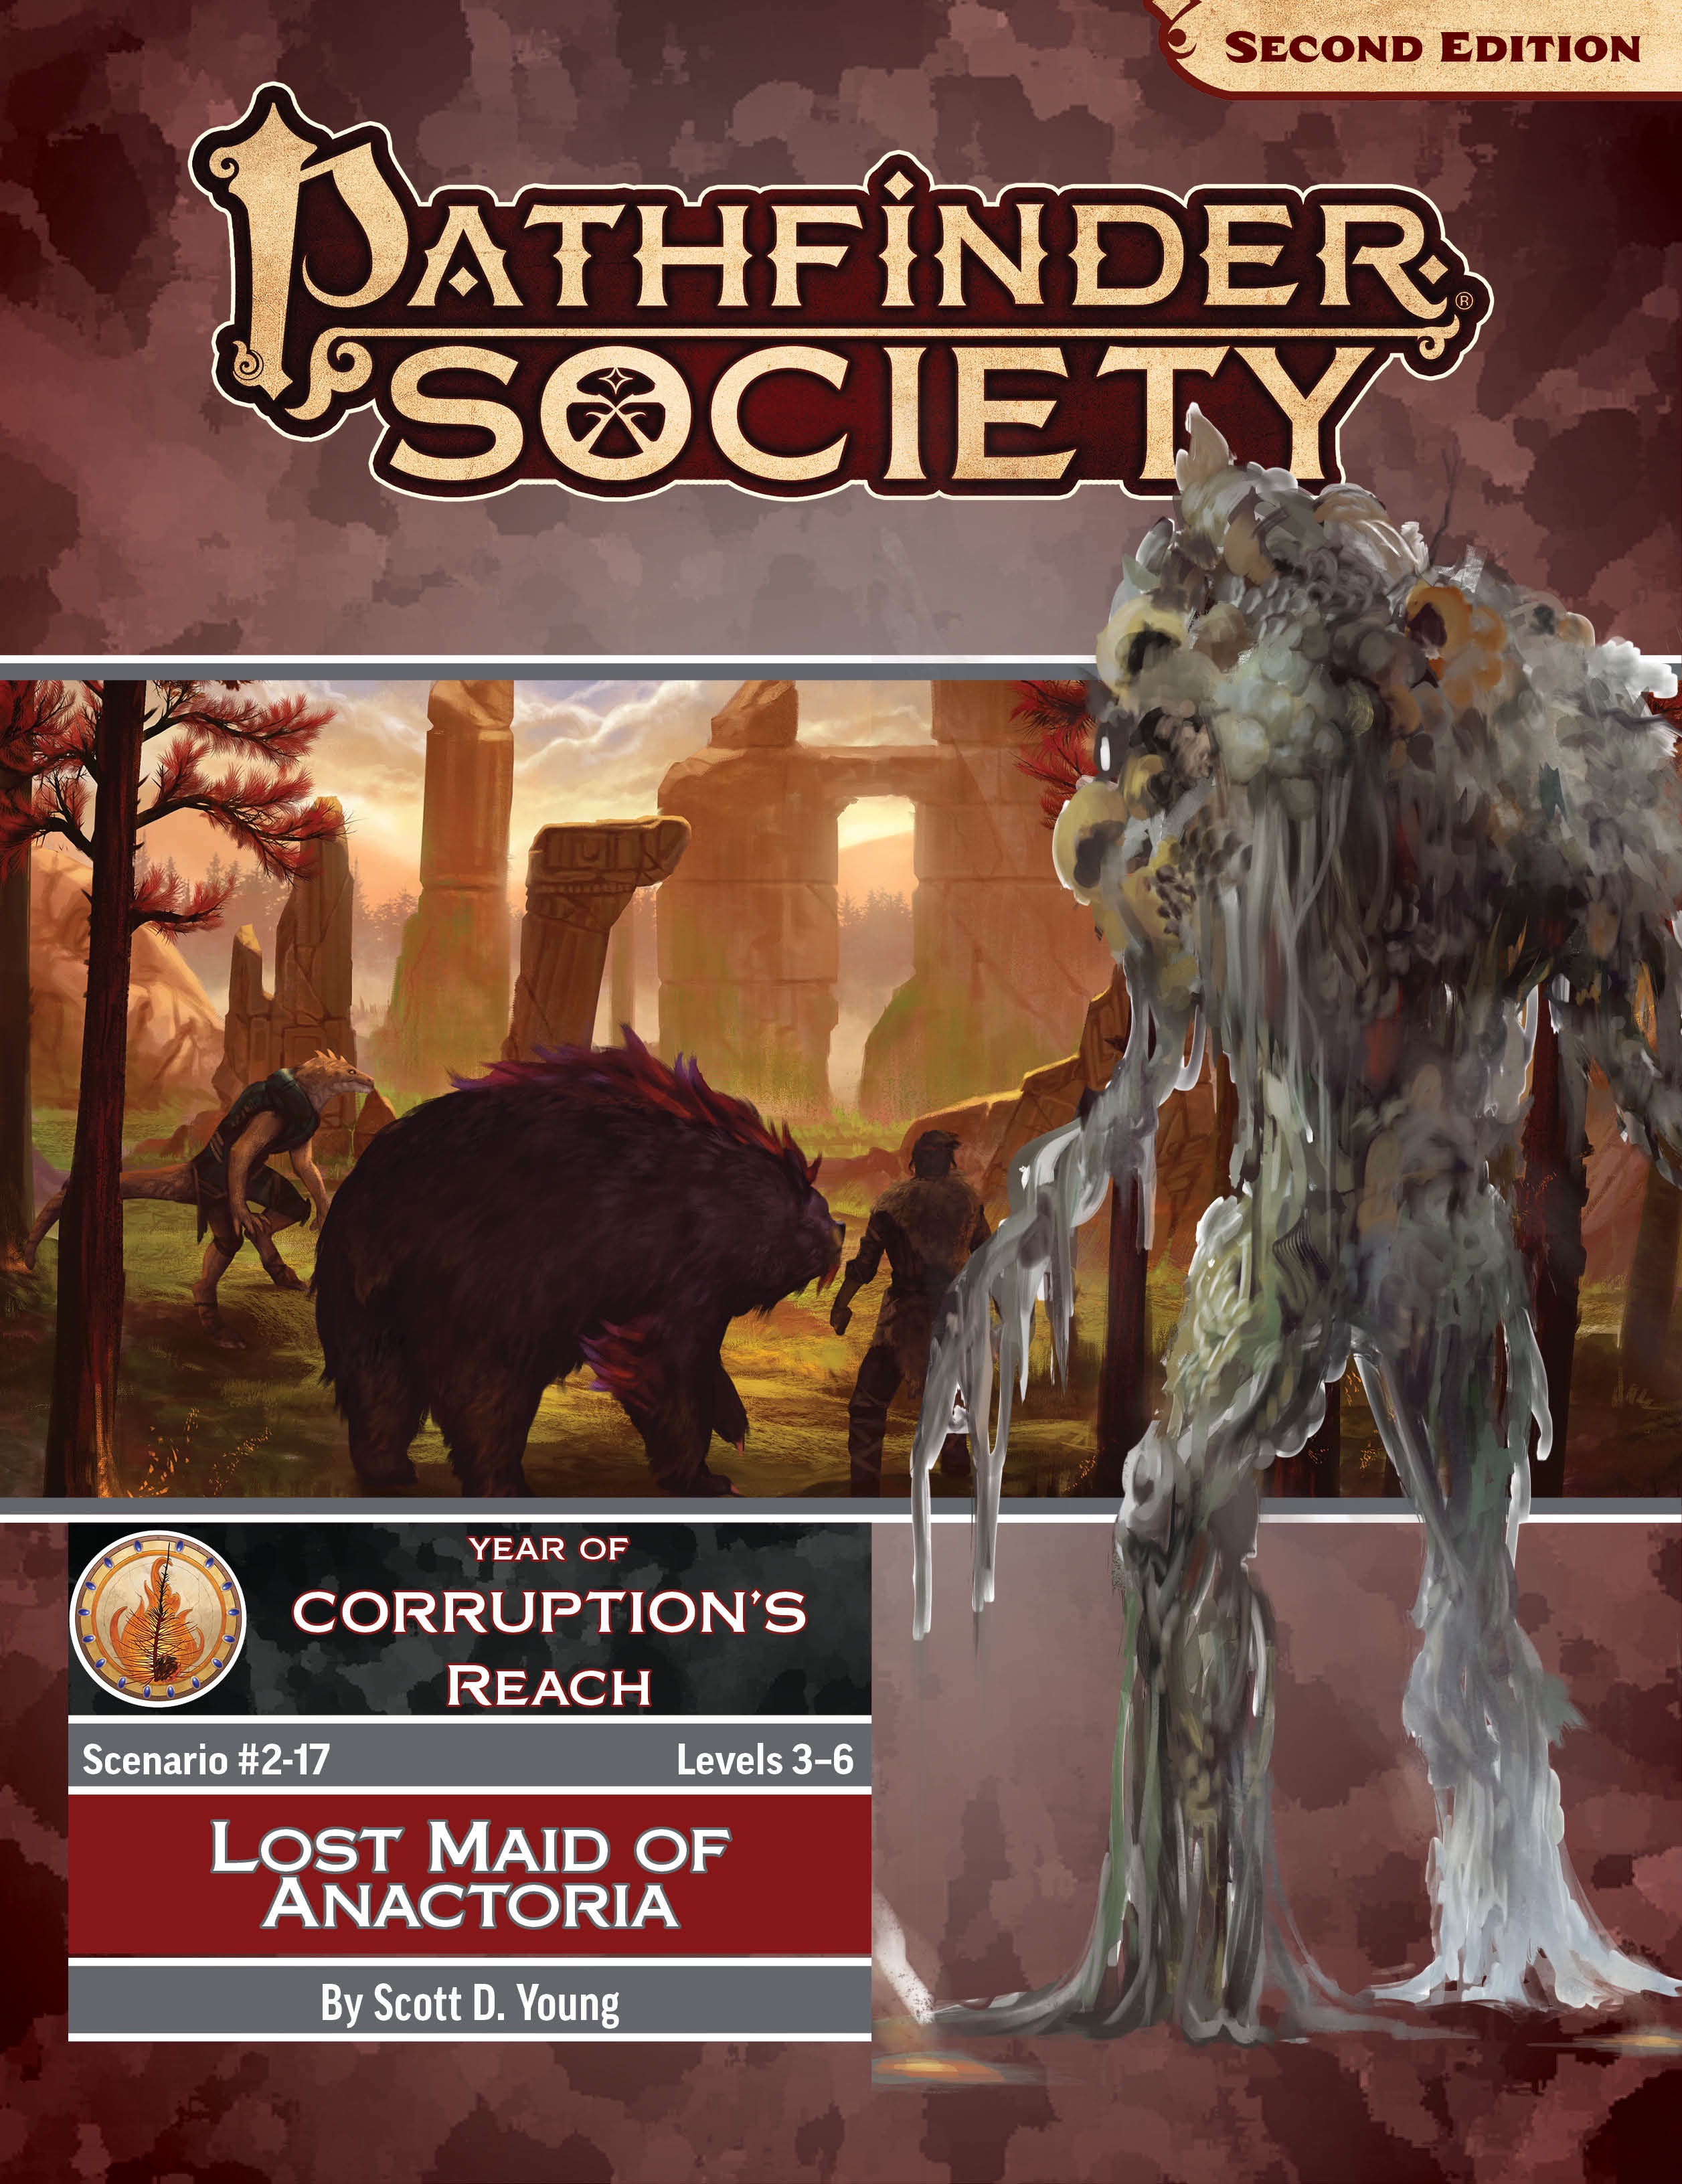 SECOND EDITION
PATHFINDER®
SOCIETY
YEAR OF
CORRUPTION'S
REACH
Scenario #2-17
Levels 3–6
LOST MAID OF
ANACTORIA
By Scott D. Young